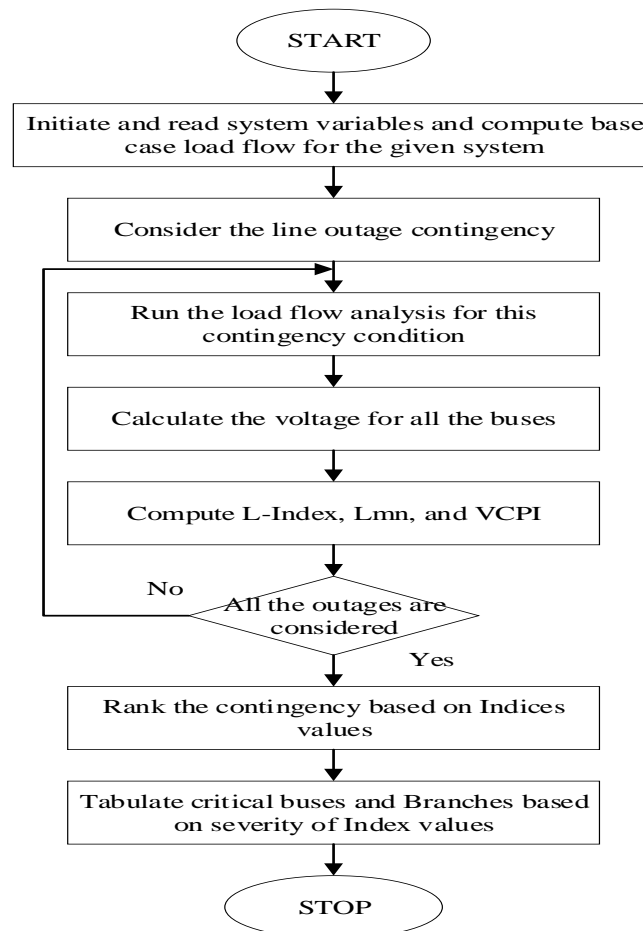 START
Initiate and read system variables and compute base
case load flow for the given system
Consider the line outage contingency
Run the load flow analysis for this
contingency condition
Calculate the voltage for all the buses
Compute L-Index, Lmn, and VCPI
No
All the outages are
considered
Yes
Rank the contingency based on Indices
values
Tabulate critical buses and Branches based
on severity of Index values
STOP